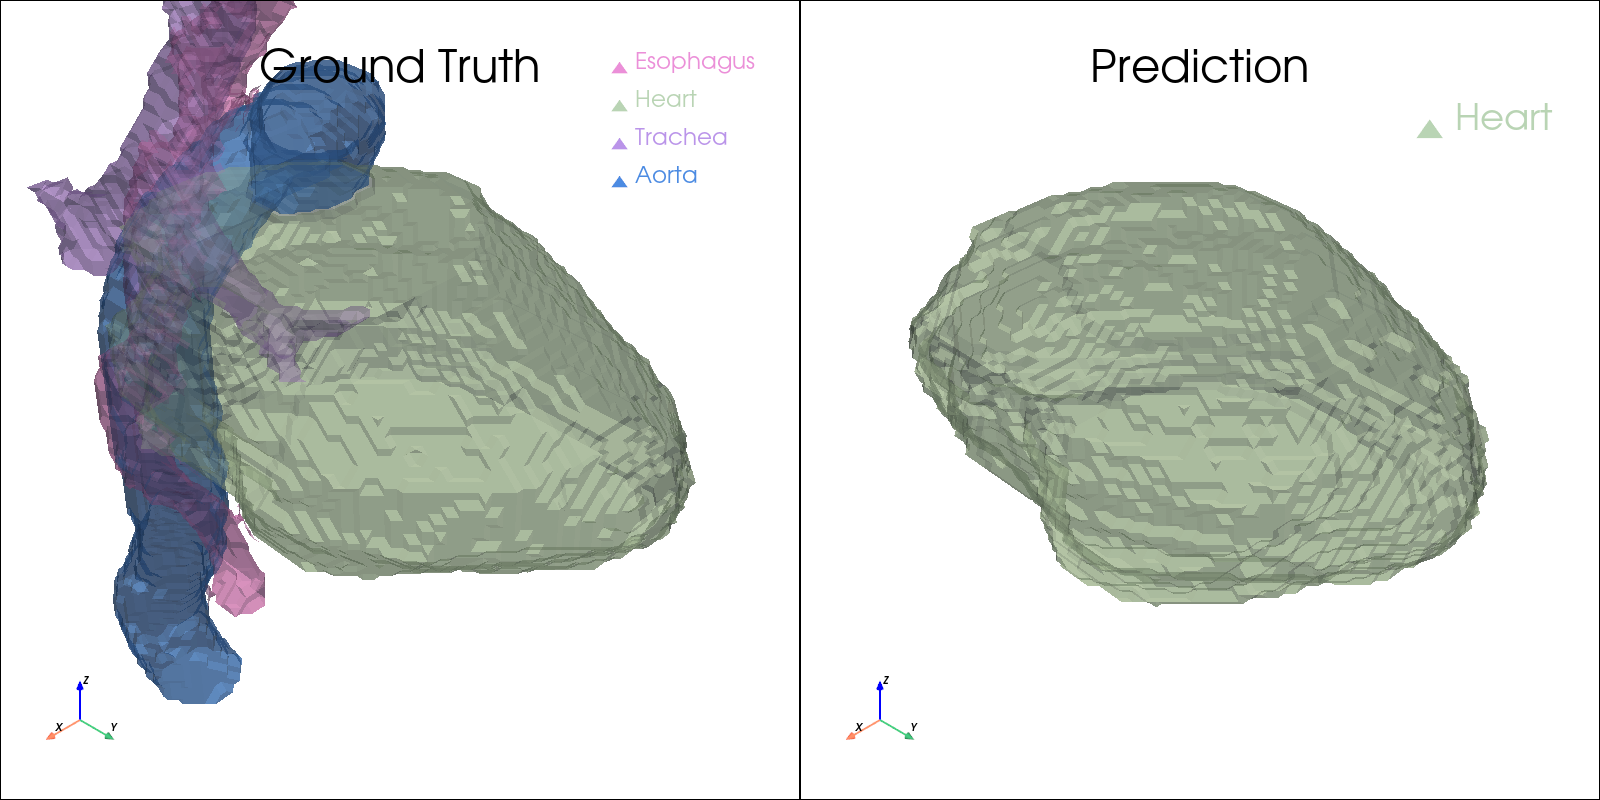 Ground Truth
Esophagus
Heart
Trachea
Aorta
Z
X
Y
Prediction
Heart
Z
X
Y